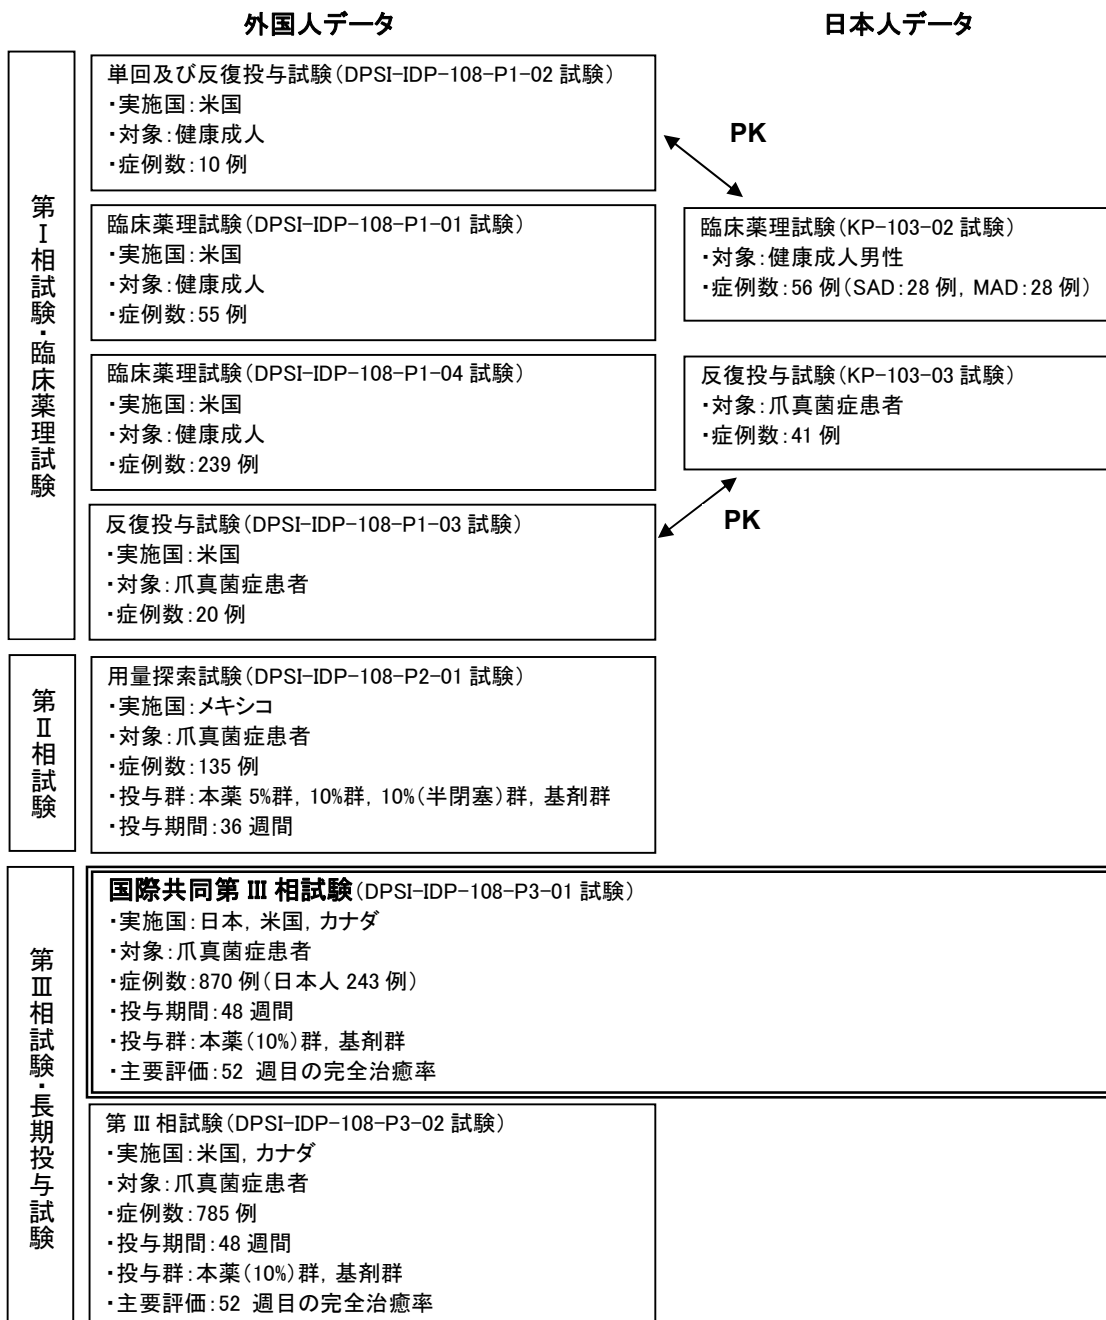 外国人データ
日本人データ
第Ⅰ相試験・臨床薬理試験
単回及び反復投与試験(DPSI-IDP-108-P1-02 試験)
・実施国:米国
・対象:健康成人
・症例数:10 例
PK
臨床薬理試験(DPSI-IDP-108-P1-01 試験)
・実施国:米国
・対象:健康成人
・症例数:55 例
臨床薬理試験(KP-103-02 試験)
・対象:健康成人男性
・症例数:56 例(SAD:28 例, MAD:28 例)
臨床薬理試験(DPSI-IDP-108-P1-04 試験)
・実施国:米国
・対象:健康成人
・症例数:239 例
反復投与試験(KP-103-03 試験)
・対象:爪真菌症患者
・症例数:41 例
反復投与試験(DPSI-IDP-108-P1-03 試験)
・実施国:米国
・対象:爪真菌症患者
・症例数:20 例
PK
第Ⅱ相試験
用量探索試験(DPSI-IDP-108-P2-01 試験)
・実施国:メキシコ
・対象:爪真菌症患者
・症例数:135 例
・投与群:本薬 5%群, 10%群, 10%(半閉塞)群, 基剤群
・投与期間:36 週間
第Ⅲ相試験・長期投与試験
国際共同第 III 相試験(DPSI-IDP-108-P3-01 試験)
・実施国:日本, 米国, カナダ
・対象:爪真菌症患者
・症例数:870 例(日本人 243 例)
・投与期間:48 週間
・投与群:本薬(10%)群, 基剤群
・主要評価:52 週目の完全治癒率
第 III 相試験(DPSI-IDP-108-P3-02 試験)
・実施国:米国, カナダ
・対象:爪真菌症患者
・症例数:785 例
・投与期間:48 週間
・投与群:本薬(10%)群, 基剤群
・主要評価:52 週目の完全治癒率